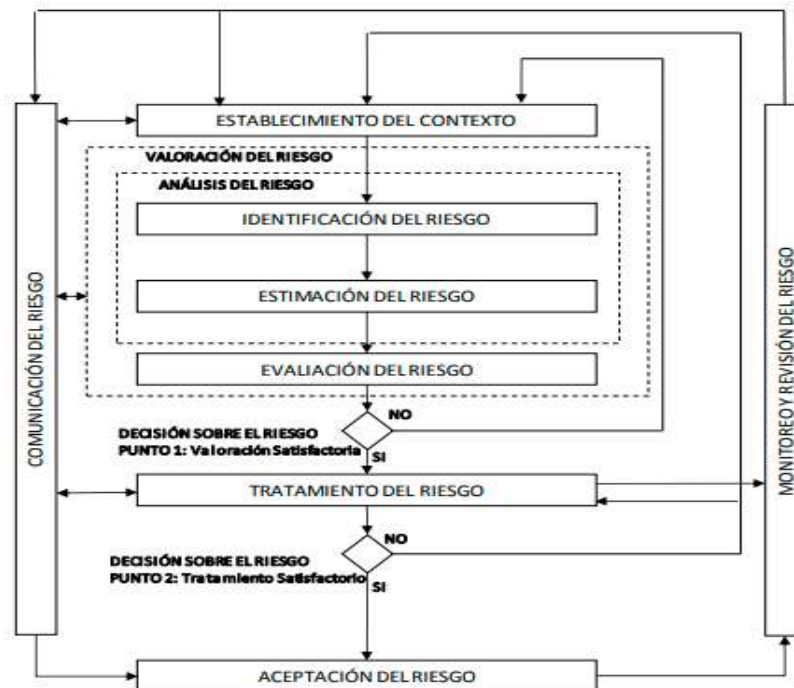 ESTABLECIMIENTO DEL CONTEXTO
VALORACIÓN DEL RIESGO
ANÁLISIS DEL RIESGO
IDENTIFICACIÓN DEL RIESGO
ESTIMACIÓN DEL RIESGO
EVALIACIÓN DEL RIESGO
NO
DECISIÓN SOBRE EL RIESGO
PUNTO 1: Valoración Satisfactoria
SI
TRATAMIENTO DEL RIESGO
NO
DECISIÓN SOBRE EL RIESGO
PUNTO 2: Tratamiento Satisfactorio
SI
ACEPTACIÓN DEL RIESGO
COMUNICACIÓN DEL RIESGO
MONITOREO Y REVISIÓN DEL RIESGO